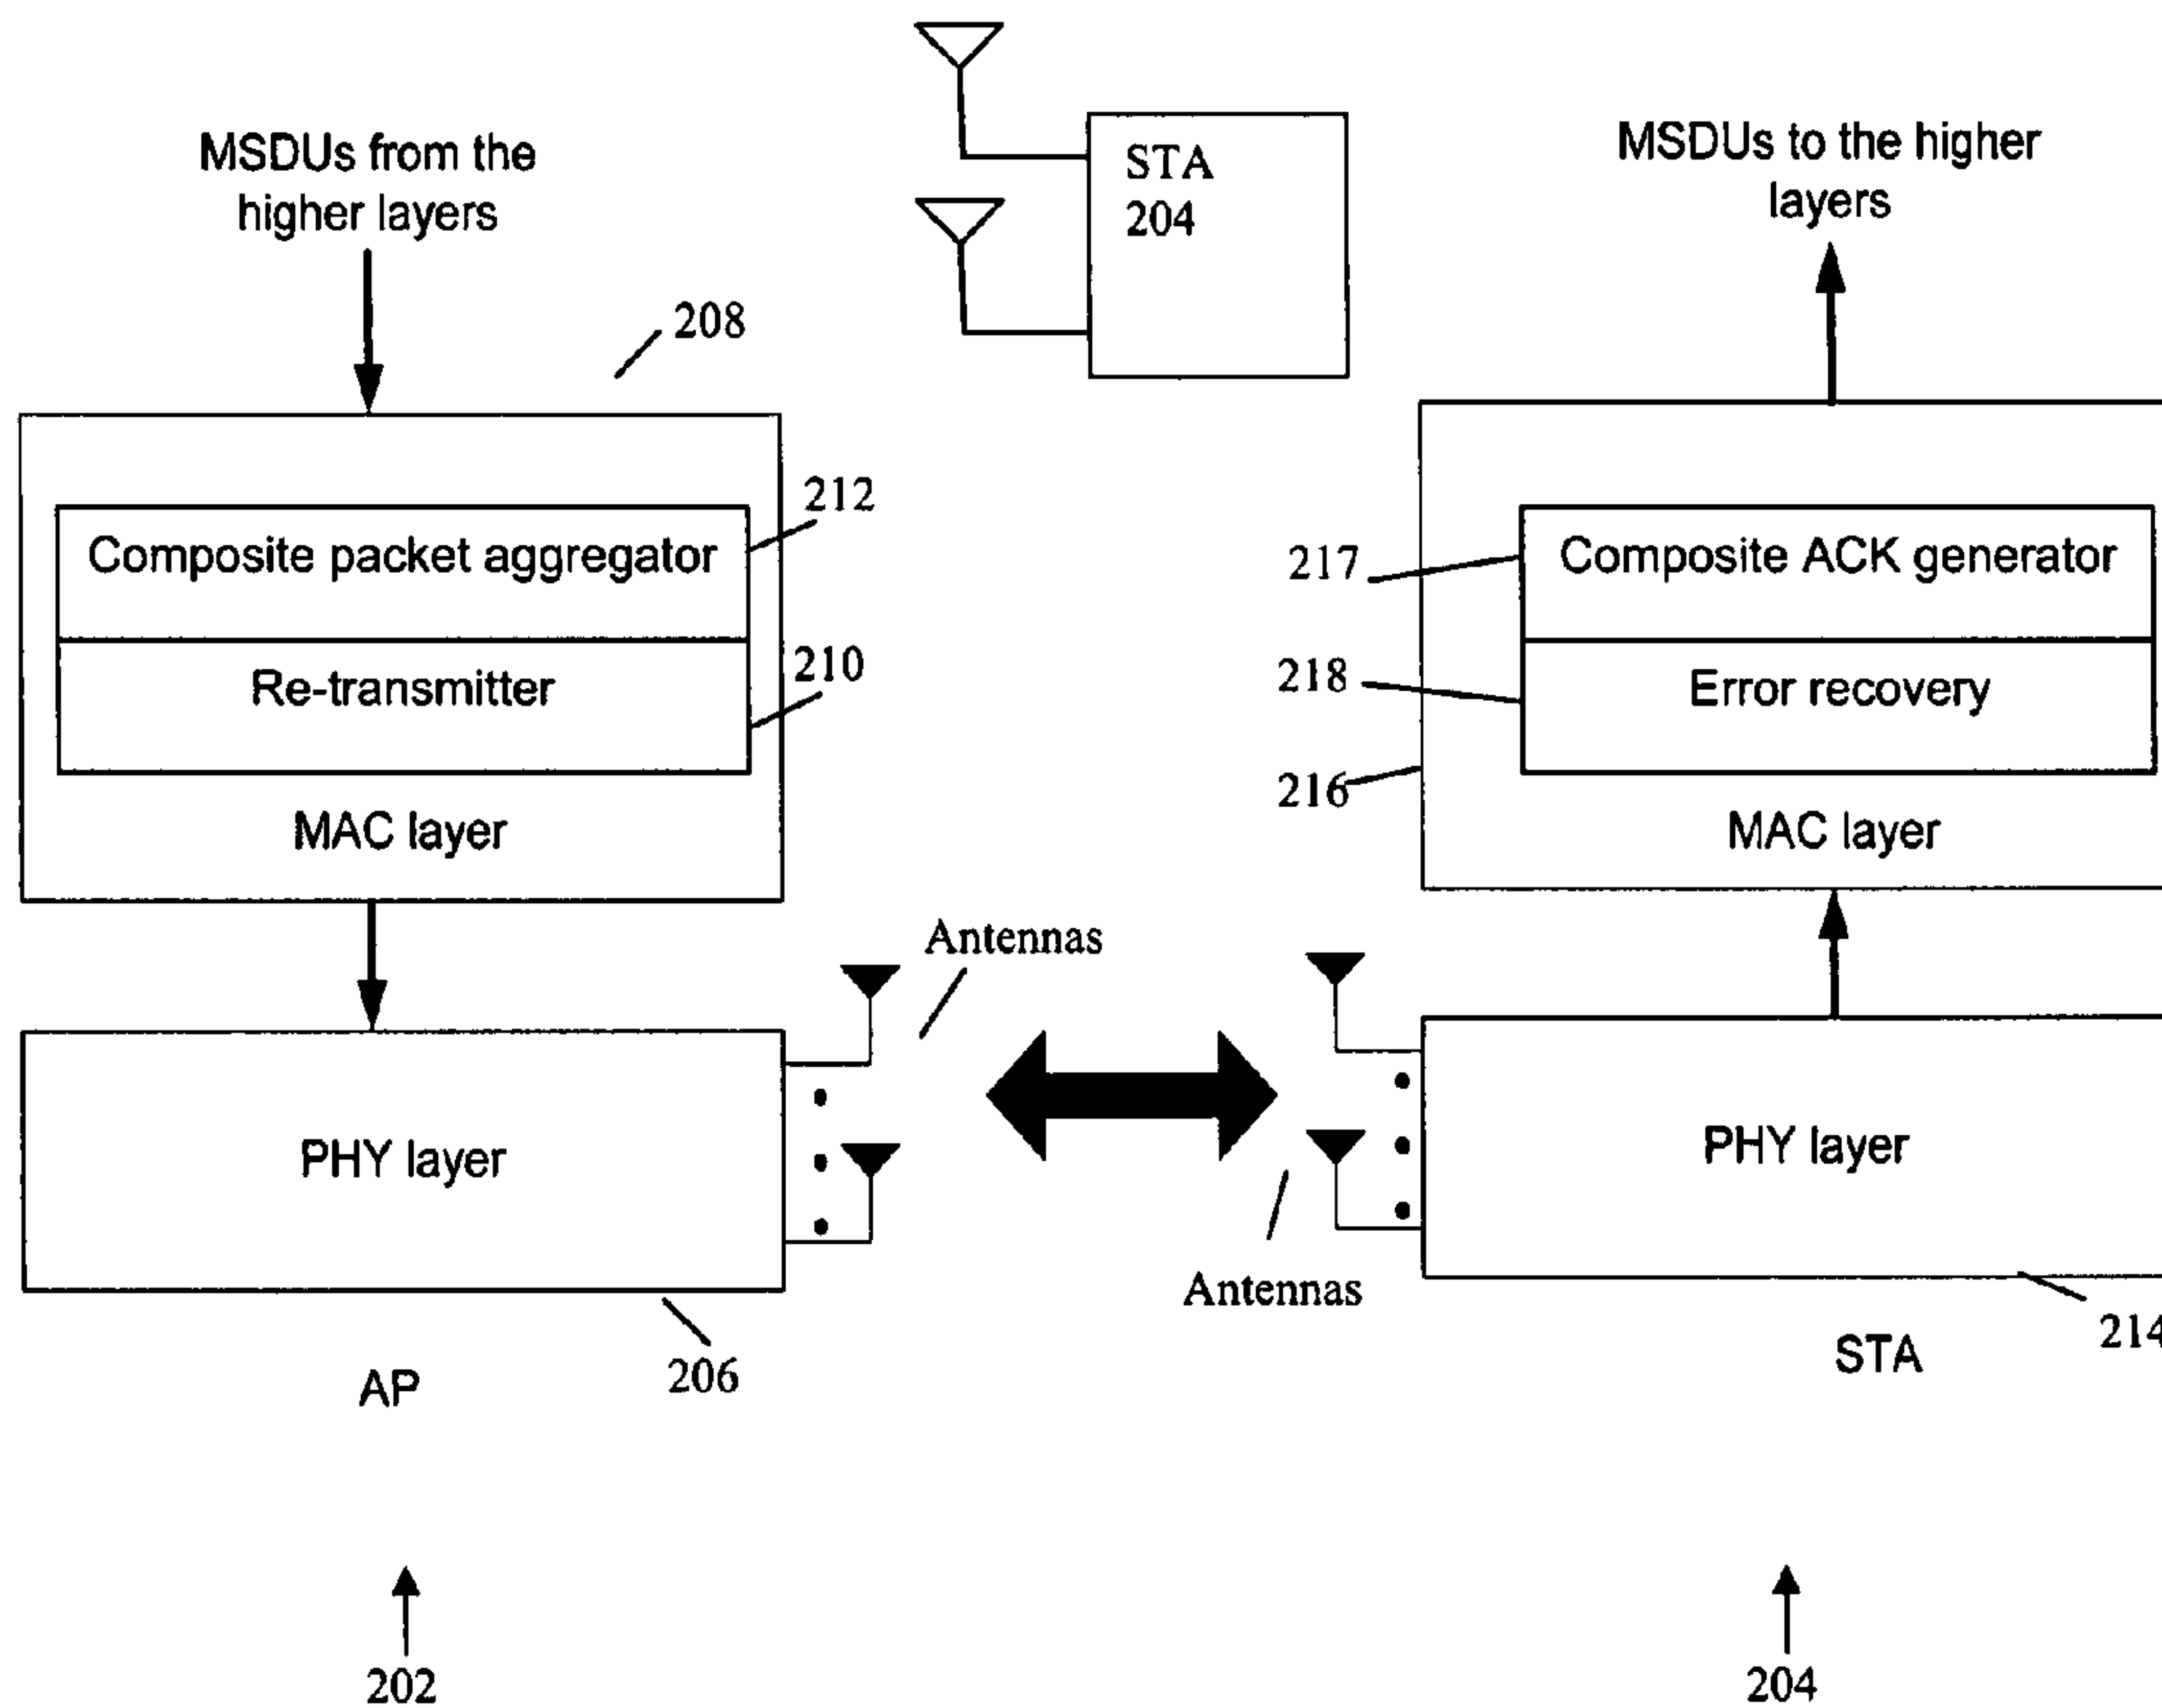 MSDUs from the
higher layers
STA
204
MSDUs to the higher
layers
208
212
Composite packet aggregator
210
Re-transmitter
MAC layer
217
Composite ACK generator
218
Error recovery
216
MAC layer
Antennas
PHY layer
PHY layer
Antennas
206
AP
214
STA
202
204